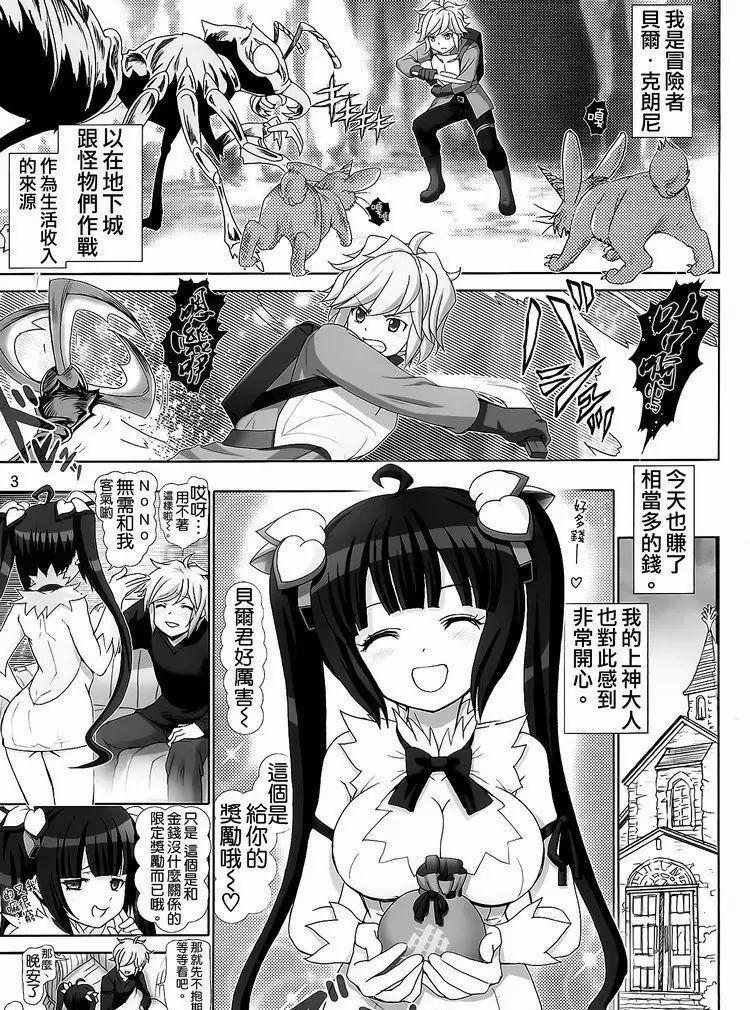 我是冒險者
貝爾・克朗尼
嘎
以在地下城
跟怪物們作戰
作為生活收入
的來源
今天也賺了
相當多的錢。
我的上神大人
也對此感到
非常開心。
好多錢～♡
貝爾君好厲害～
這個是
給你的
獎勵哦～♡
哎呀…
用不著
這樣啦～。
NoNo
無需和我
客氣喲
3
只是 這個是和
金錢沒什麼關係的
限定獎勵而已哦。
那就先不抱期
等等看吧。
那麼、
晚安了